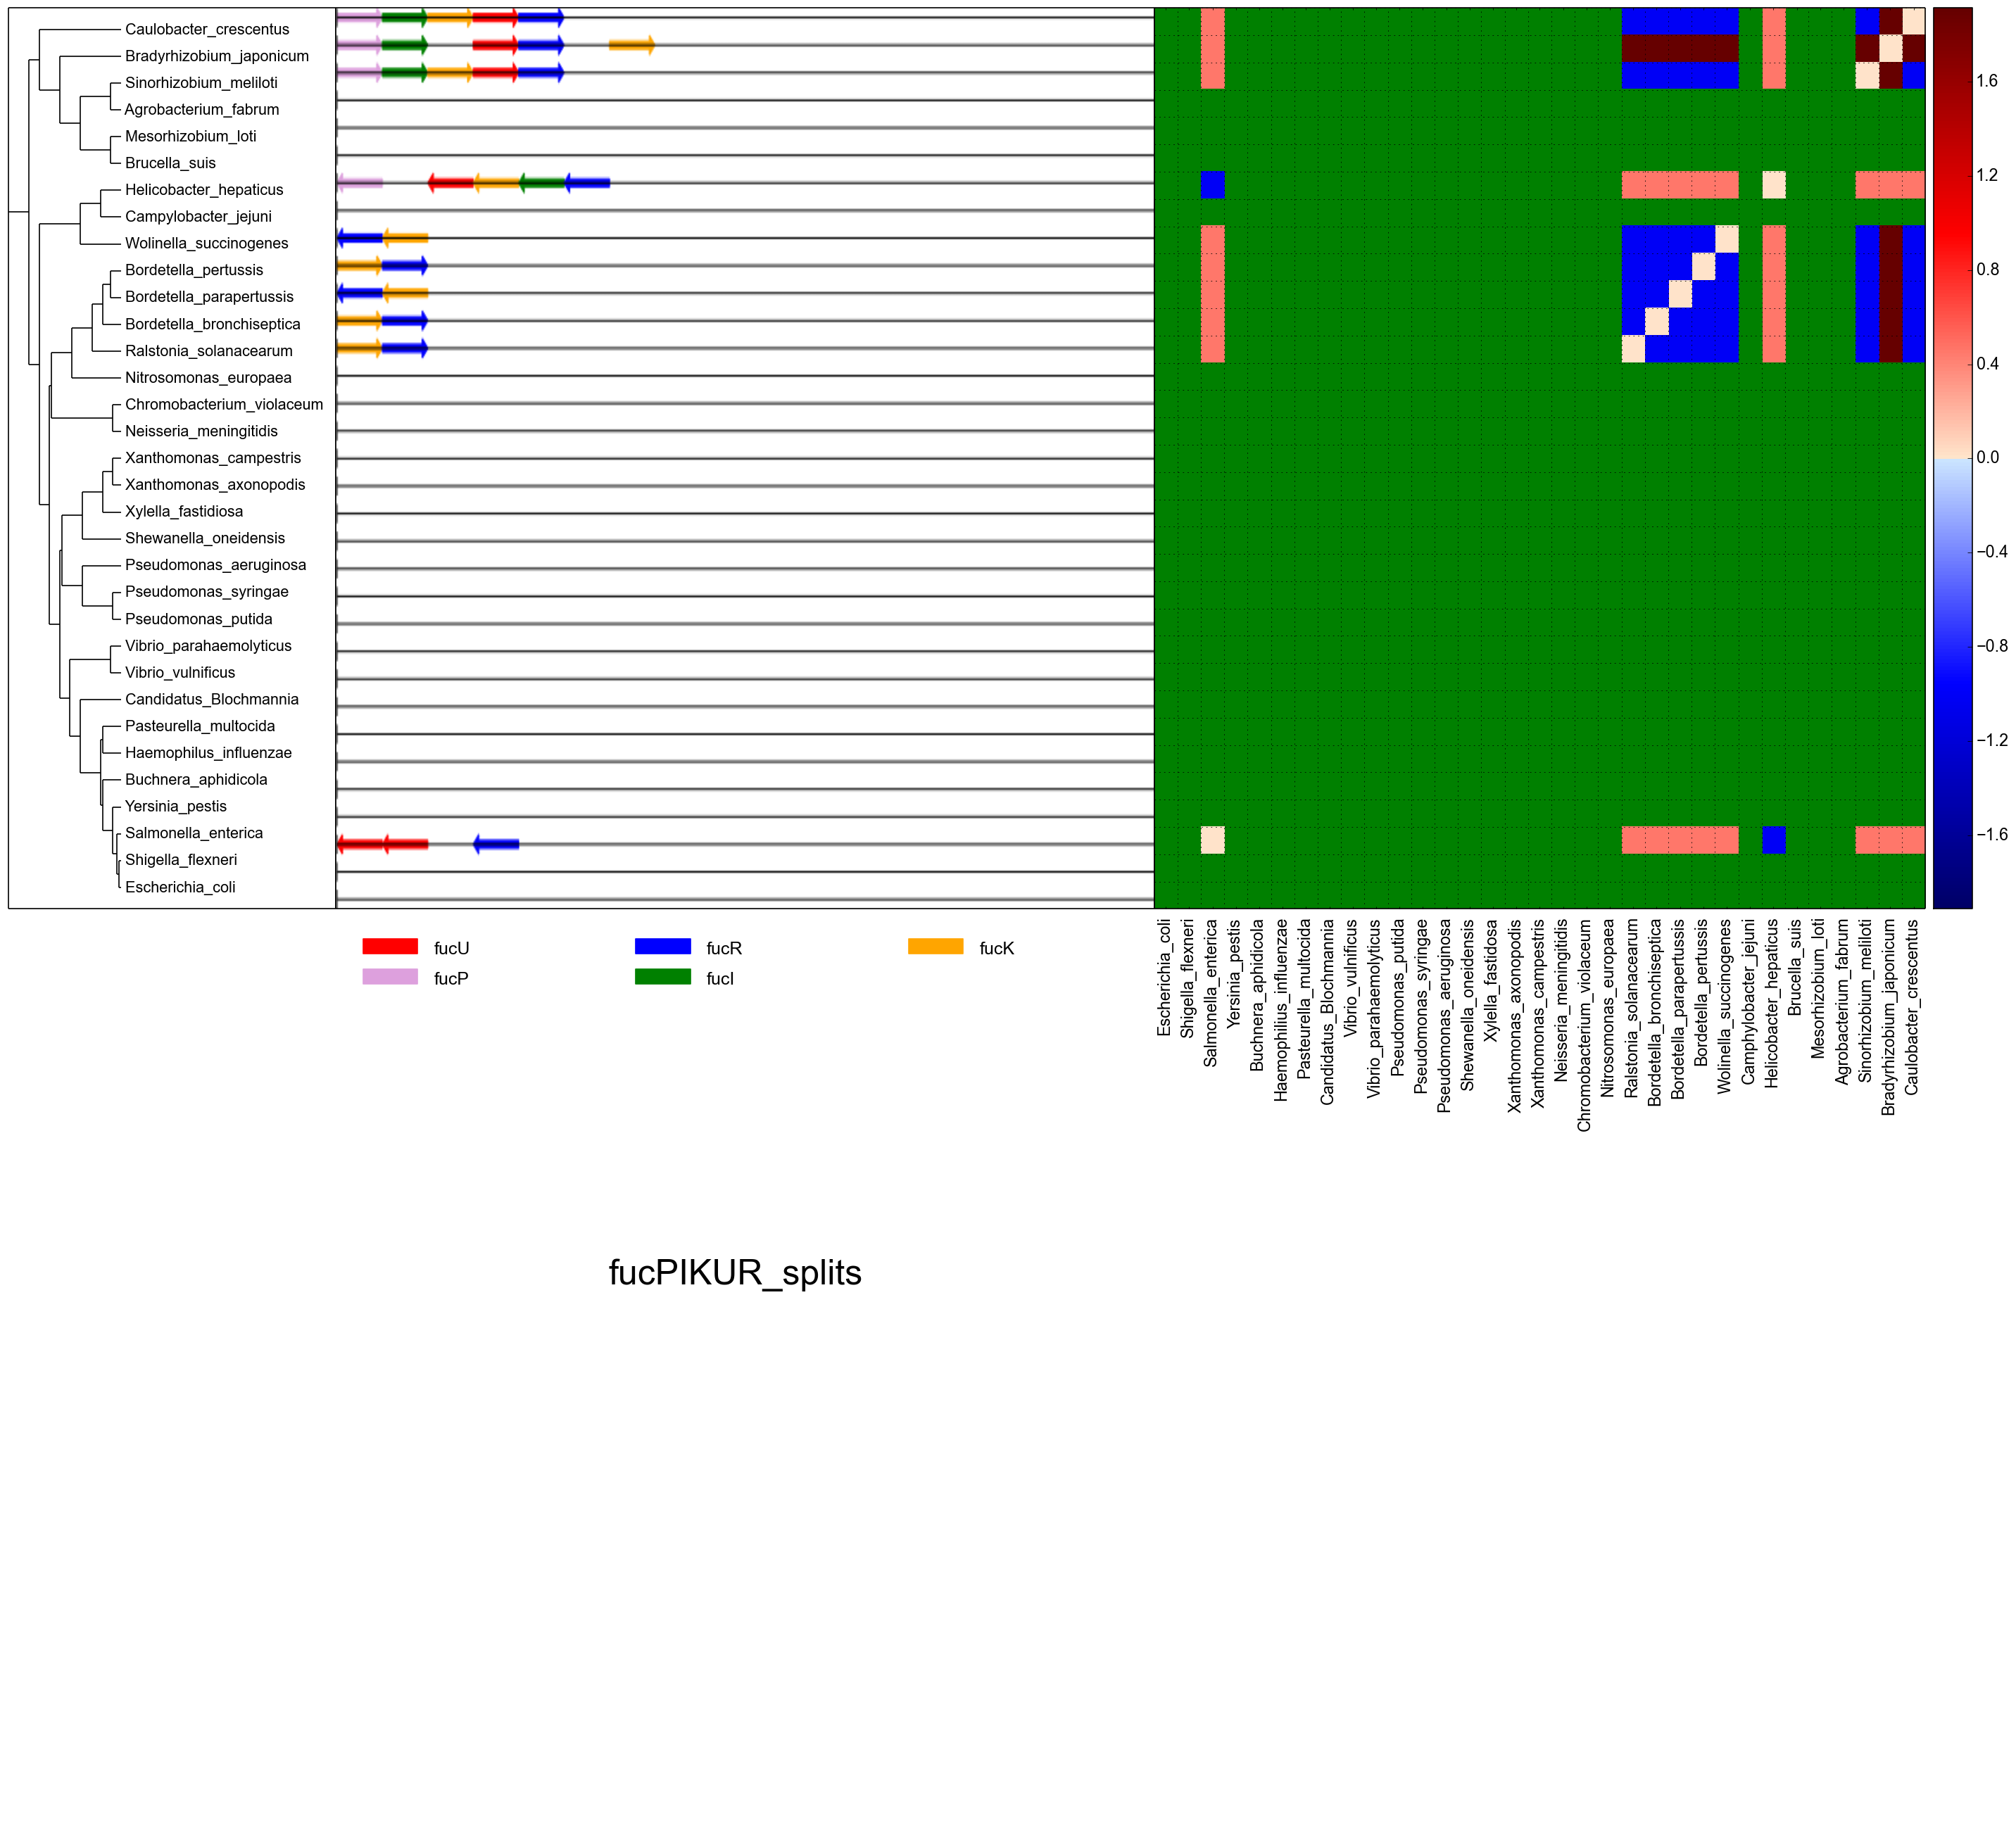 Caulobacter_crescentus
Bradyrhizobium_japonicum
Sinorhizobium_meliloti
Agrobacterium_fabrum
Mesorhizobium_loti
Brucella_suis
Helicobacter_hepaticus
Campylobacter_jejuni
Wolinella_succinogenes
Bordetella_pertussis
Bordetella_parapertussis
Bordetella_bronchiseptica
Ralstonia_solanacearum
Nitrosomonas_europaea
Chromobacterium_violaceum
Neisseria_meningitidis
Xanthomonas_campestris
Xanthomonas_axonopodis
Xylella_fastidiosa
Shewanella_oneidensis
Pseudomonas_aeruginosa
Pseudomonas_syringae
Pseudomonas_putida
Vibrio_parahaemolyticus
Vibrio_vulnificus
Candidatus_Blochmannia
Pasteurella_multocida
Haemophilus_influenzae
Buchnera_aphidicola
Yersinia_pestis
Salmonella_enterica
Shigella_flexneri
Escherichia_coli
1.6
1.2
0.8
0.4
0.0
−0.4
−0.8
−1.2
−1.6
fucU fucR fucK
fucP fucI
Escherichia_coli
Shigella_flexneri
Salmonella_enterica
Yersinia_pestis
Buchnera_aphidicola
Haemophilus_influenzae
Pasteurella_multocida
Candidatus_Blochmannia
Vibrio_vulnificus
Vibrio_parahaemolyticus
Pseudomonas_putida
Pseudomonas_syringae
Pseudomonas_aeruginosa
Shewanella_oneidensis
Xylella_fastidiosa
Xanthomonas_axonopodis
Xanthomonas_campestris
Neisseria_meningitidis
Chromobacterium_violaceum
Nitrosomonas_europaea
Ralstonia_solanacearum
Bordetella_bronchiseptica
Bordetella_parapertussis
Bordetella_pertussis
Wolinella_succinogenes
Camphylobacter_jejuni
Helicobacter_hepaticus
Brucella_suis
Mesorhizobium_loti
Agrobacterium_fabrum
Sinorhizobium_meliloti
Bradyrhizobium_japonicum
Caulobacter_crescentus
fucPIKUR_splits